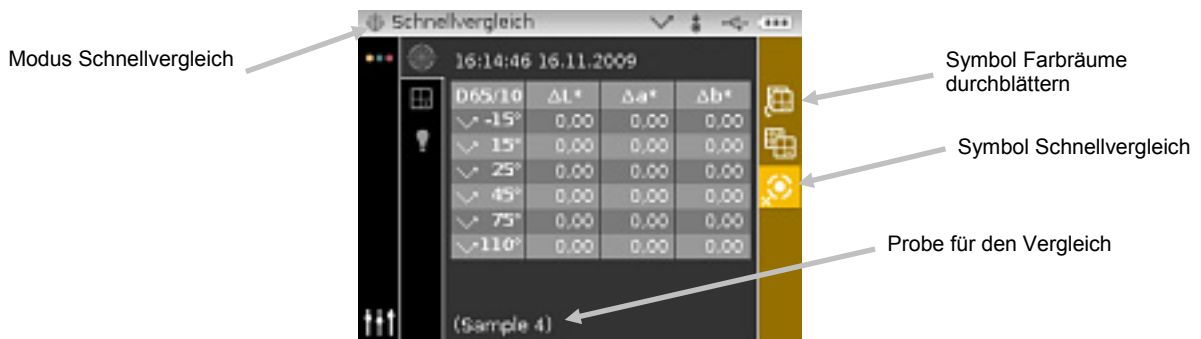 Schnellvergleich
Modus Schnellvergleich
16:14:46 16.11.2009
Symbol Farbräume
durchblättern
D65/10 ΔL* Δa* Δb*
-15° 0,00 0,00 0,00
15° 0,00 0,00 0,00
25° 0,00 0,00 0,00
45° 0,00 0,00 0,00
75° 0,00 0,00 0,00
110° 0,00 0,00 0,00
Symbol Schnellvergleich
Probe für den Vergleich
(Sample 4)